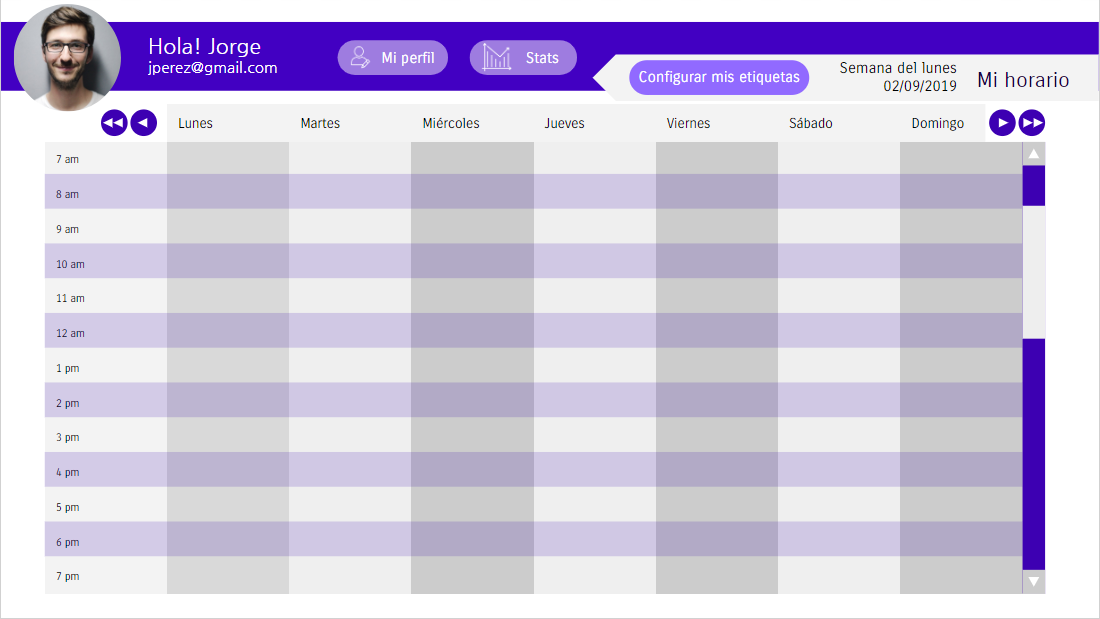 Hola! Jorge
jperez@gmail.com
Mi perfil
Stats
Configurar mis etiquetas
Semana del lunes
02/09/2019
Mi horario
Lunes Martes Miércoles Jueves Viernes Sábado Domingo
7 am
8 am
9 am
10 am
11 am
12 am
1 pm
2 pm
3 pm
4 pm
5 pm
6 pm
7 pm